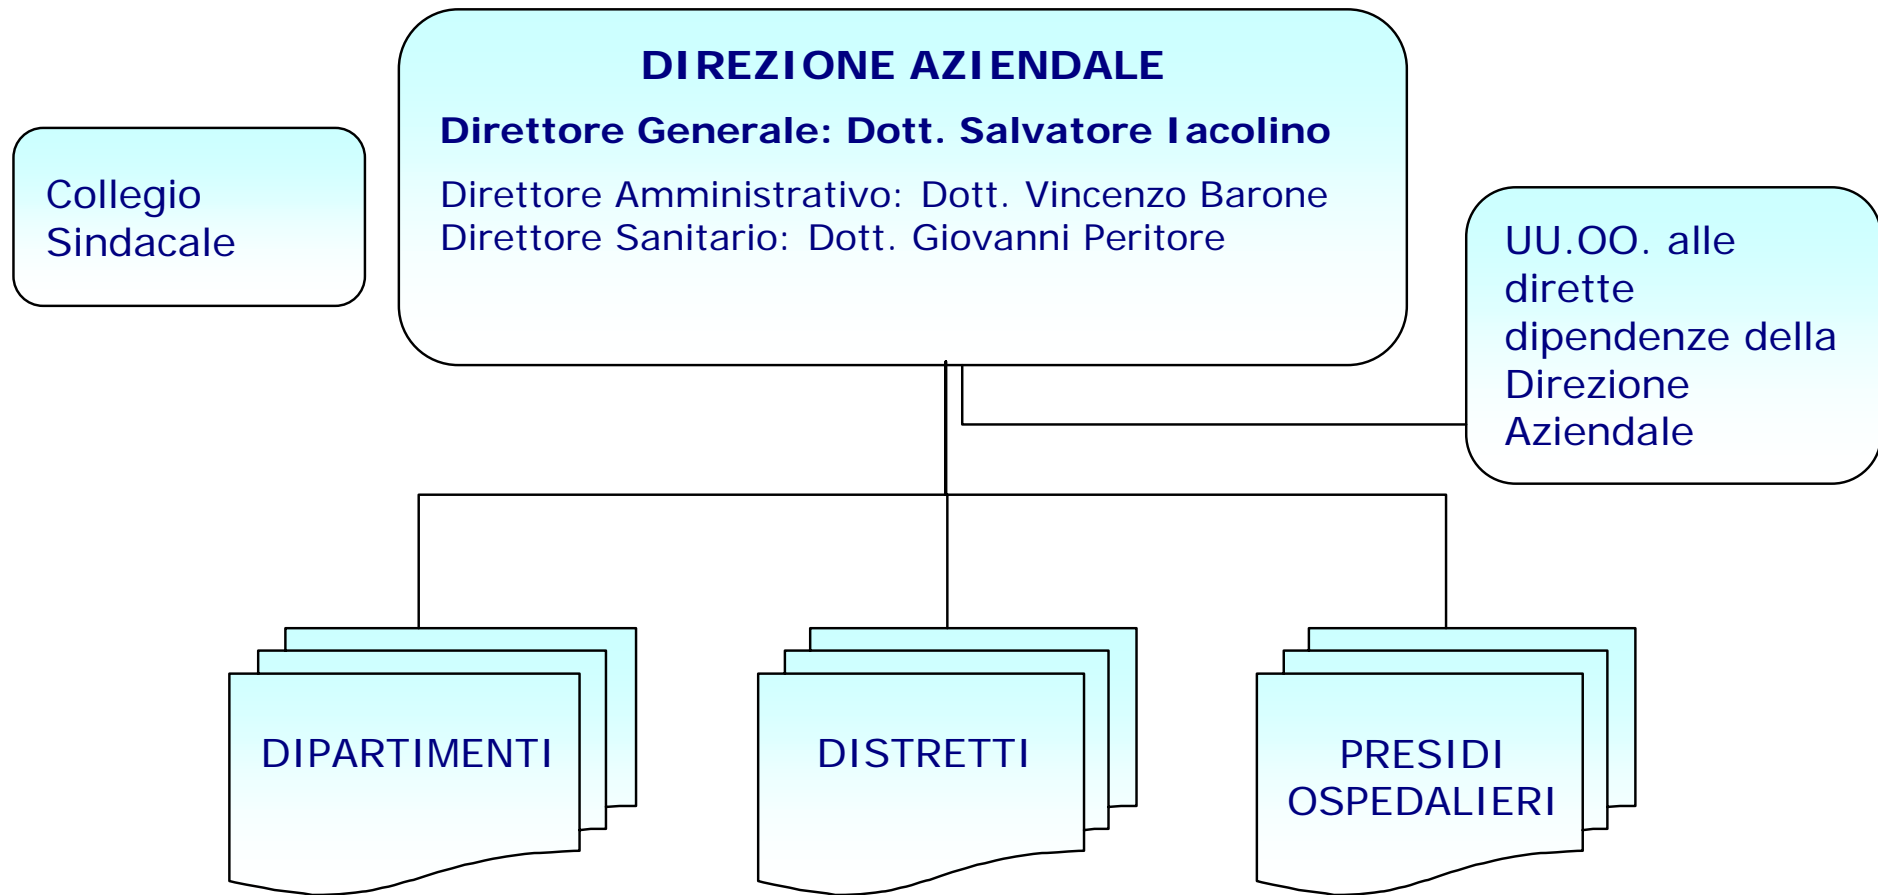 DIREZIONE AZIENDALE
Direttore Generale: Dott. Salvatore Iacolino
Direttore Amministrativo: Dott. Vincenzo Barone
Direttore Sanitario: Dott. Giovanni Peritore
Collegio
Sindacale
UU.OO. alle
dirette
dipendenze della
Direzione
Aziendale
DIPARTIMENTI
DISTRETTI
PRESIDI
OSPEDALIERI